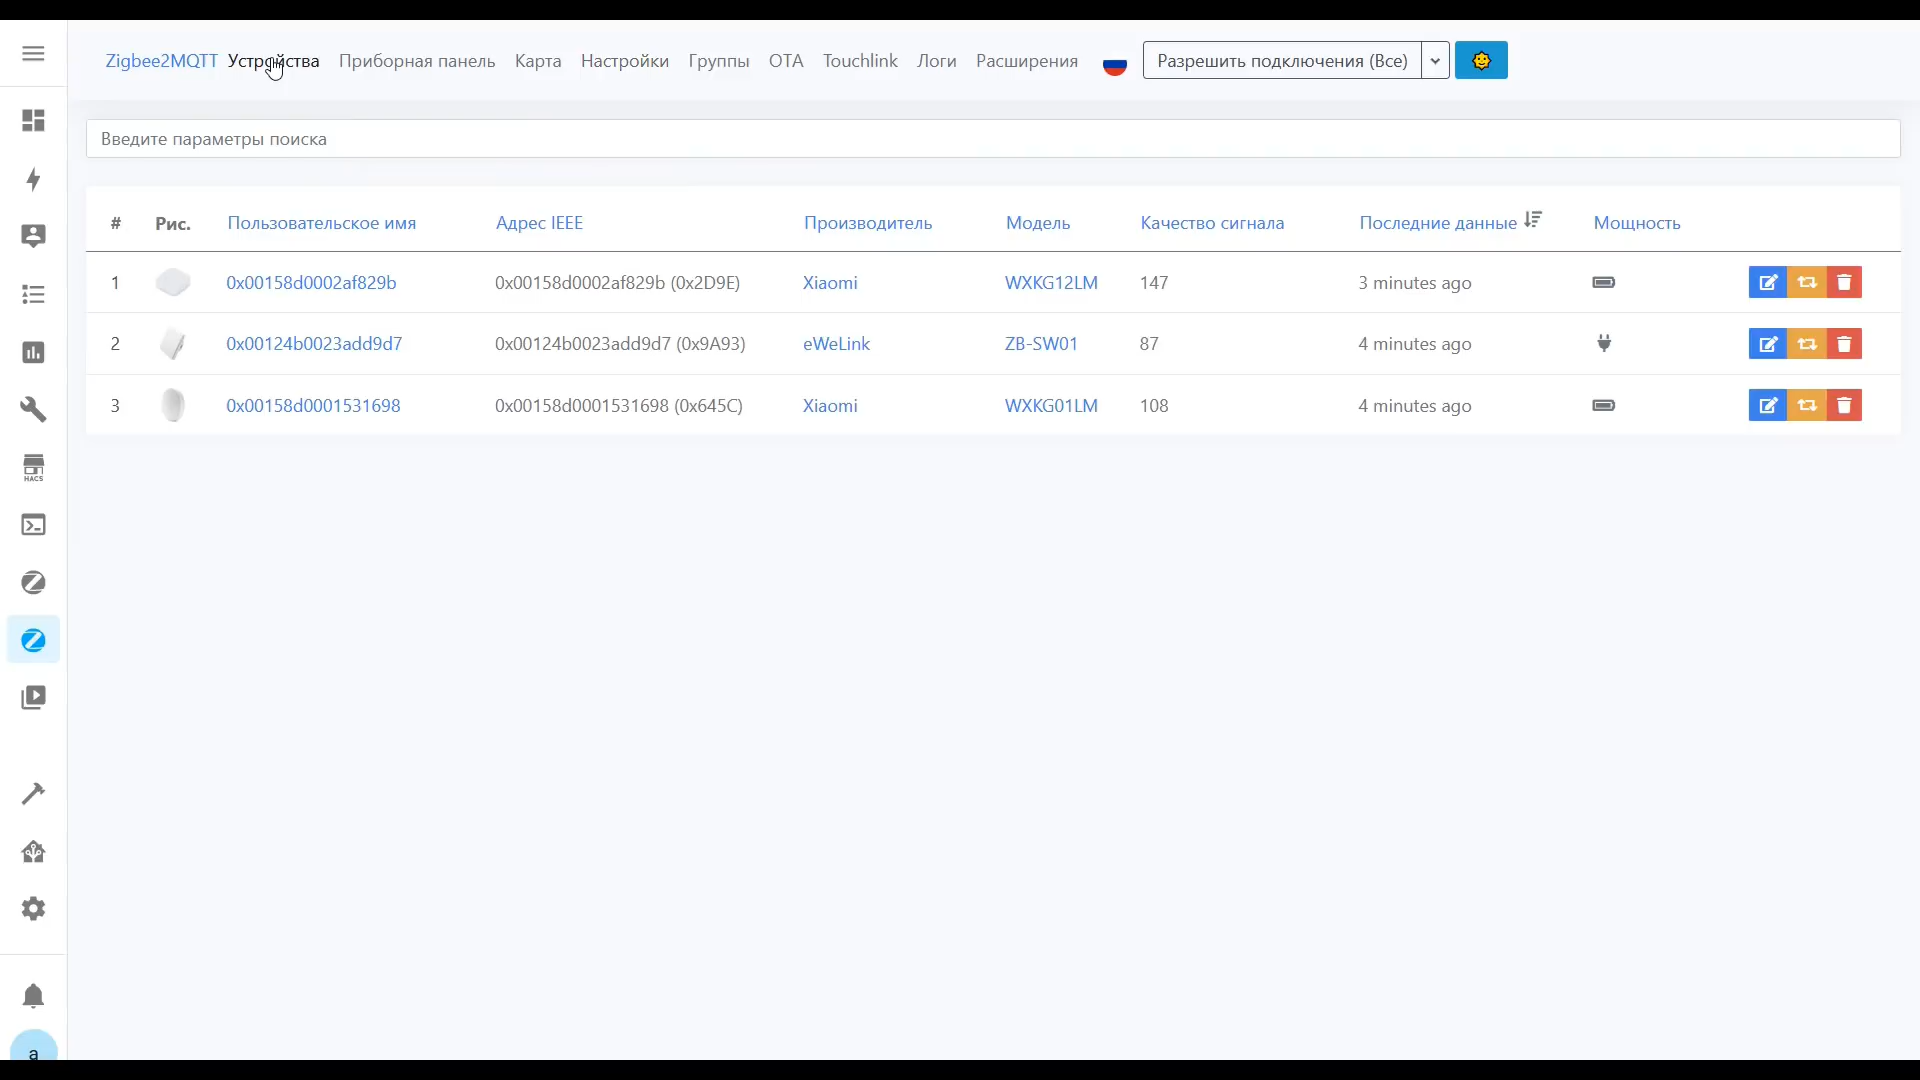 Zigbee2MQTT Устройства Приборная панель Карта Настройки Группы OTA Touchlink Логи Расширения Разрешить подключения (Все)
Введите параметры поиска
# Рис. Пользовательское имя Адрес IEEE Производитель Модель Качество сигнала Последние данные Мощность
1 0x00158d0002af829b 0x00158d0002af829b (0x2D9E) Xiaomi WXKG12LM 147 3 minutes ago
2 0x00124b0023add9d7 0x00124b0023add9d7 (0x9A93) eWeLink ZB-SW01 87 4 minutes ago
3 0x00158d0001531698 0x00158d0001531698 (0x645C) Xiaomi WXKG01LM 108 4 minutes ago
HACS
a